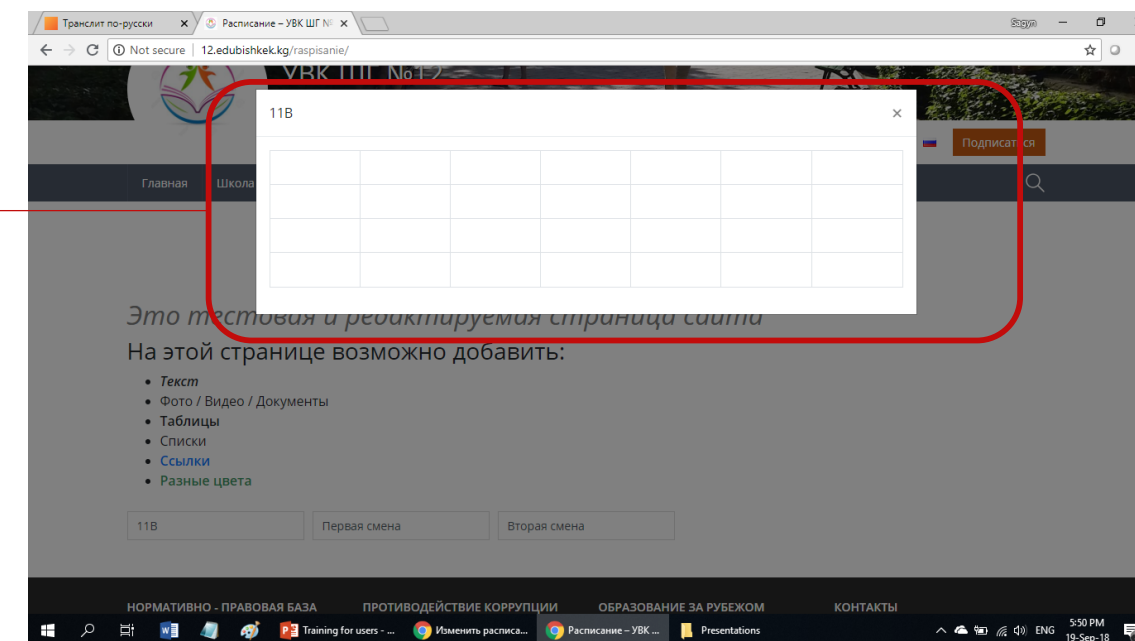 Транслит по-русски
Расписание – УВК ШГ №
Sagyn
Not secure | 12.edubishkek.kg/raspisanie/
УВК ШГ №12
11В
Подписаться
Главная Школа
Это тестовая и редактируемая страница сайта
На этой странице возможно добавить:
Текст
Фото / Видео / Документы
Таблицы
Списки
Ссылки
Разные цвета
11В Первая смена Вторая смена
НОРМАТИВНО - ПРАВОВАЯ БАЗА ПРОТИВОДЕЙСТВИЕ КОРРУПЦИИ ОБРАЗОВАНИЕ ЗА РУБЕЖОМ КОНТАКТЫ
Training for users - ... Изменить расписа... Расписание – УВК ... Presentations ENG 5:50 PM
19-Sep-18